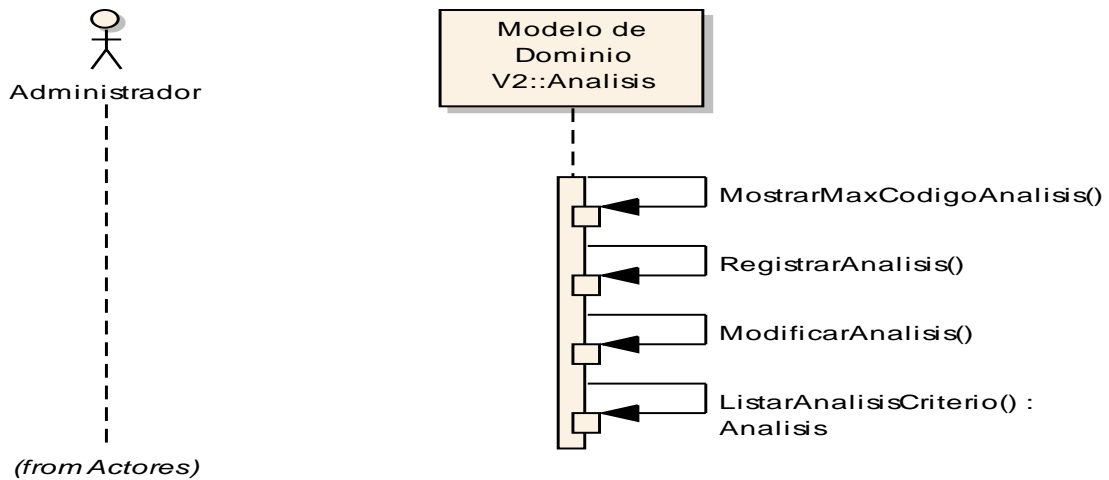 Administrador
Modelo de
Dominio
V2::Analisis
MostrarMaxCodigoAnalisis()
RegistrarAnalisis()
ModificarAnalisis()
ListarAnalisisCriterio() :
Analisis
(from Actores)